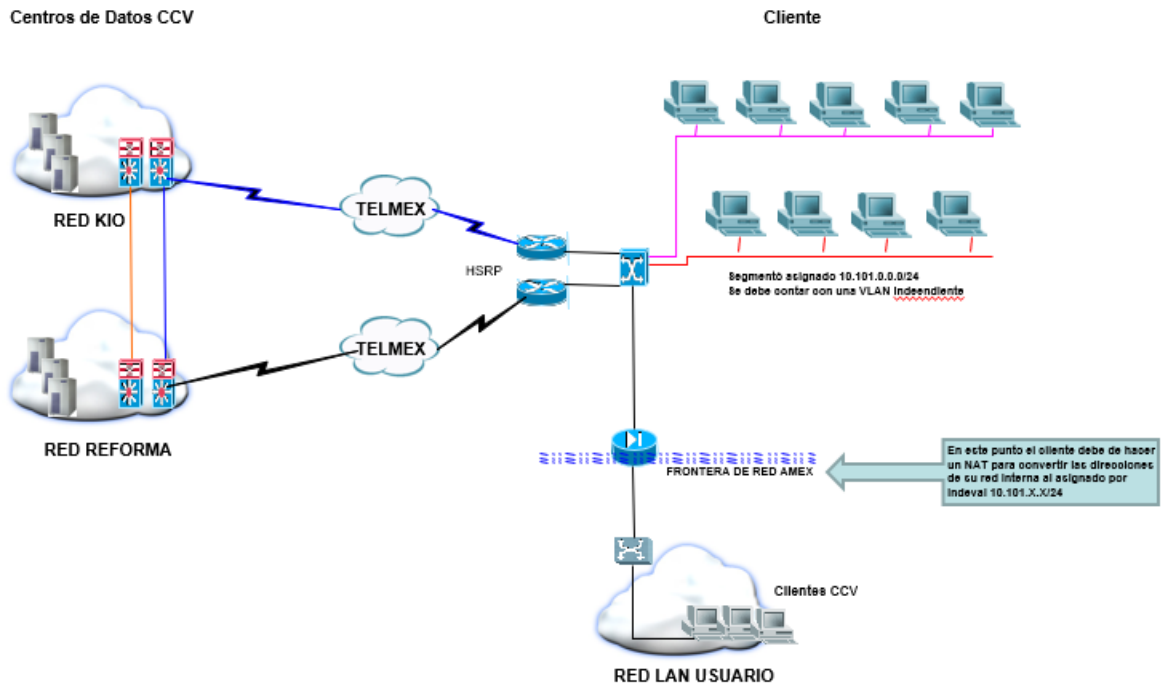 Centros de Datos CCV
Cliente
RED KIO
TELMEX
HSRP
Segmento asignado 10.101.0.0.0/24
Se debe contar con una VLAN Indeendiente
TELMEX
RED REFORMA
FRONTERA DE RED AMEX
En este punto el cliente debe de hacer
un NAT para convertir las direcciones
de su red interna al asignado por
Indeval 10.101.X.X/24
Clientes CCV
RED LAN USUARIO